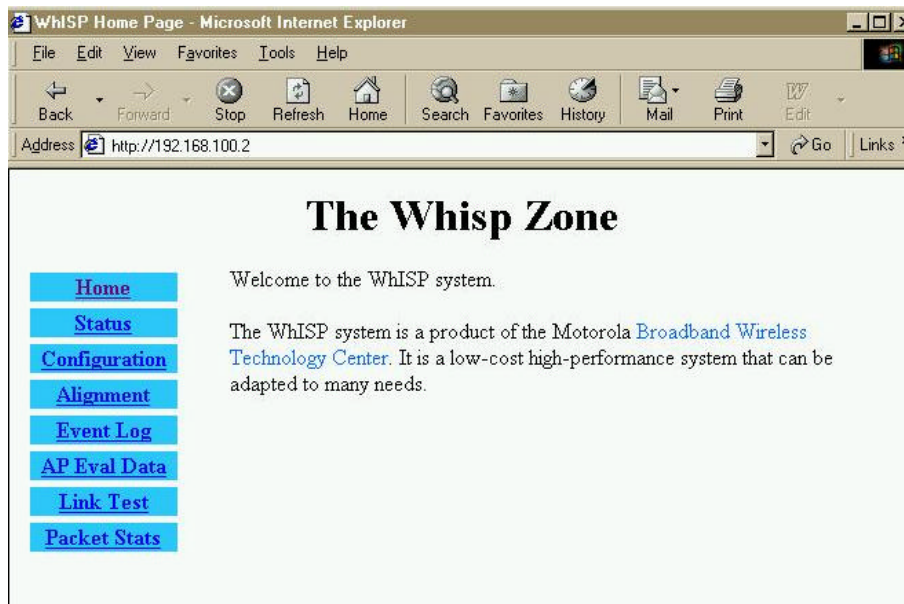 WhISP Home Page - Microsoft Internet Explorer
File Edit View Favorites Tools Help
Back Forward Stop Refresh Home Search Favorites History Mail Print Edit
Address http://192.168.100.2 Go Links
The Whisp Zone
Home
Status
Configuration
Alignment
Event Log
AP Eval Data
Link Test
Packet Stats
Welcome to the WhISP system.
The WhISP system is a product of the Motorola Broadband Wireless
Technology Center. It is a low-cost high-performance system that can be
adapted to many needs.